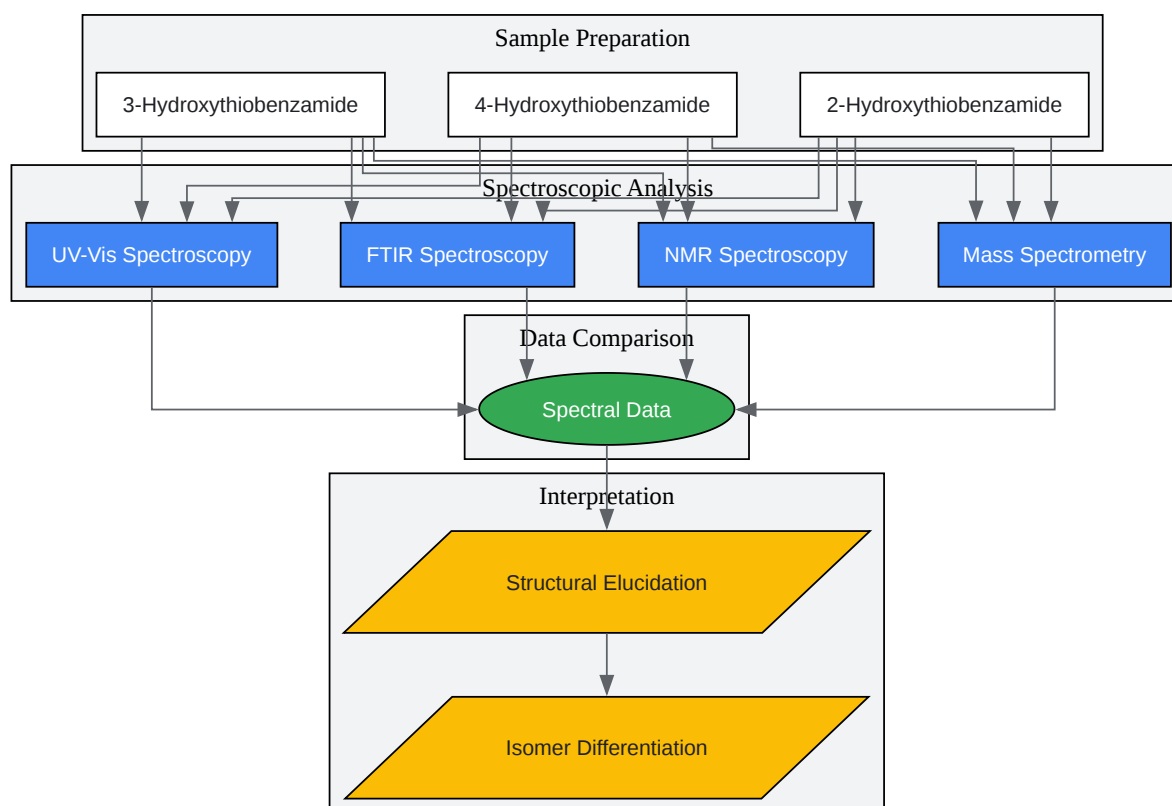 Sample Preparation
3-Hydroxythiobenzamide
4-Hydroxythiobenzamide
2-Hydroxythiobenzamide
Spectroscopic Analysis
UV-Vis Spectroscopy
FTIR Spectroscopy
NMR Spectroscopy
Mass Spectrometry
Data Comparison
Spectral Data
Interpretation
Structural Elucidation
Isomer Differentiation